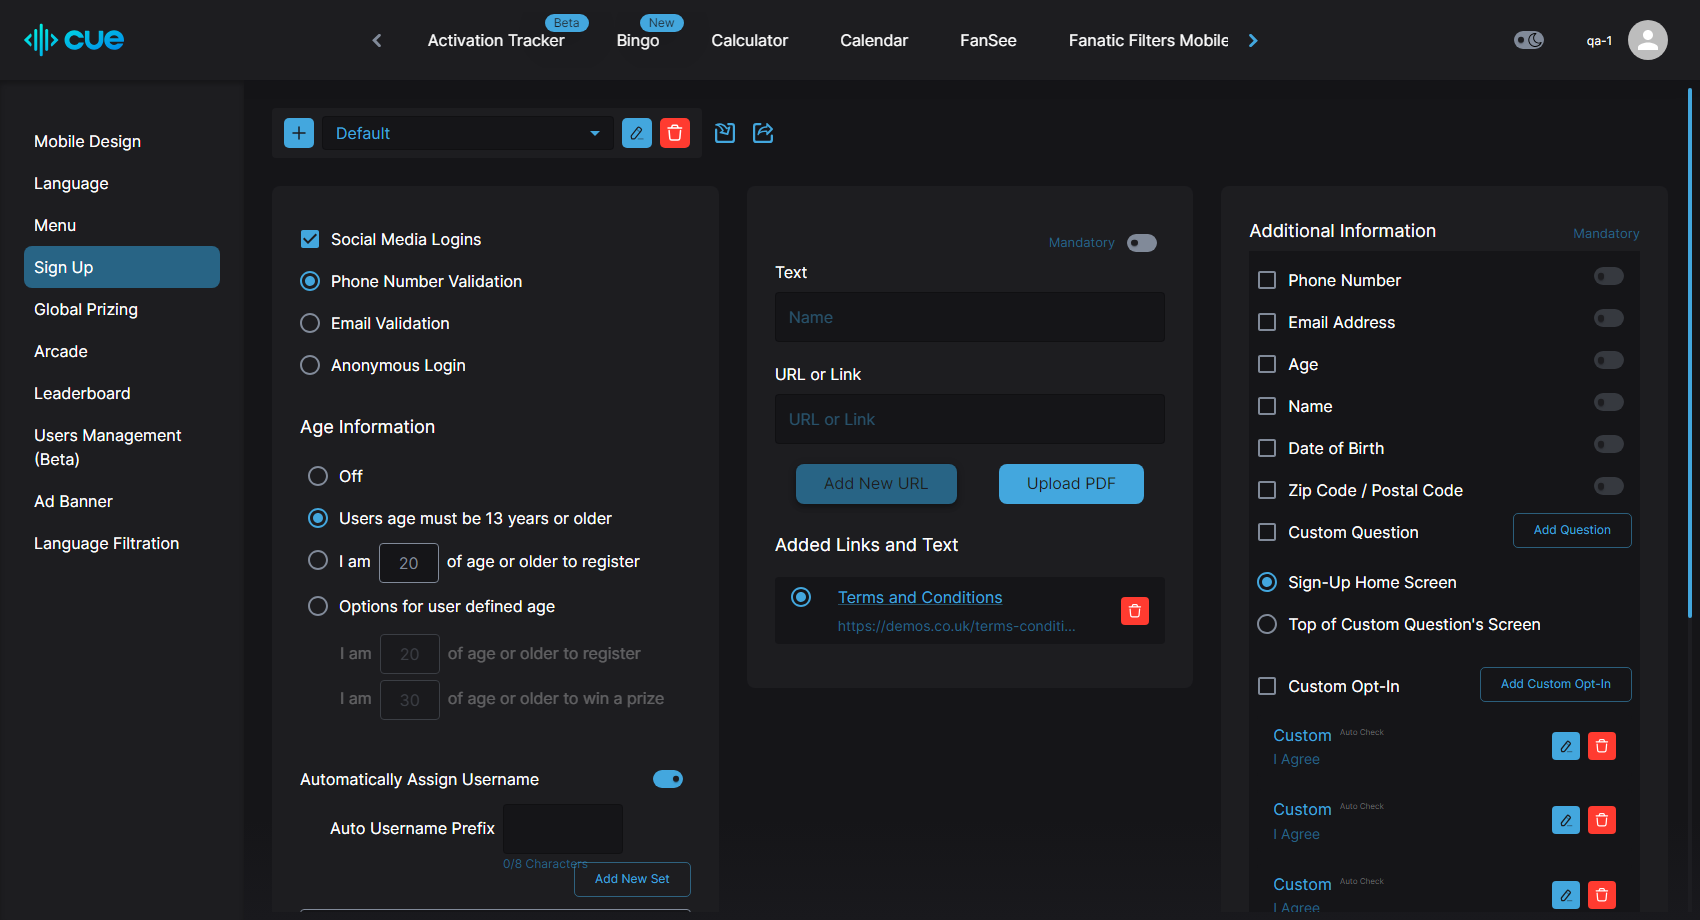 cue
Activation Tracker
Beta
Bingo
New
Calculator
Calendar
FanSee
Fanatic Filters Mobile
qa-1
Mobile Design
Language
Menu
Sign Up
Global Prizing
Arcade
Leaderboard
Users Management
(Beta)
Ad Banner
Language Filtration
Default
Social Media Logins
Phone Number Validation
Email Validation
Anonymous Login
Age Information
Off
Users age must be 13 years or older
I am 20 of age or older to register
Options for user defined age
I am 20 of age or older to register
I am 30 of age or older to win a prize
Automatically Assign Username
Auto Username Prefix
0/8 Characters
Add New Set
Mandatory
Text
Name
URL or Link
URL or Link
Add New URL
Upload PDF
Added Links and Text
Terms and Conditions
https://demos.co.uk/terms-conditi...
Additional Information
Mandatory
Phone Number
Email Address
Age
Name
Date of Birth
Zip Code / Postal Code
Custom Question
Add Question
Sign-Up Home Screen
Top of Custom Question's Screen
Custom Opt-In
Add Custom Opt-In
Custom Auto Check
I Agree
Custom Auto Check
I Agree
Custom Auto Check
I Agree